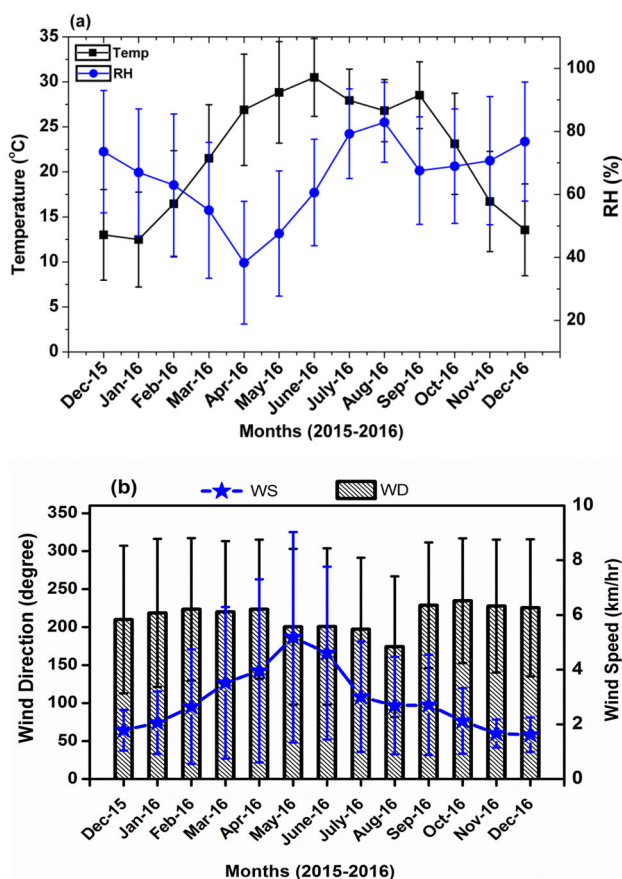 (a)
Temp
RH
35
30
25
20
15
10
5
0
100
80
60
40
20
Temperature (°C)
RH (%)
Dec-15
Jan-16
Feb-16
Mar-16
Apr-16
May-16
June-16
July-16
Aug-16
Sep-16
Oct-16
Nov-16
Dec-16
Months (2015-2016)
(b)
WS
WD
350
300
250
200
150
100
50
0
10
8
6
4
2
0
Wind Direction (degree)
Wind Speed (km/hr)
Dec-15
Jan-16
Feb-16
Mar-16
Apr-16
May-16
June-16
July-16
Aug-16
Sep-16
Oct-16
Nov-16
Dec-16
Months (2015-2016)